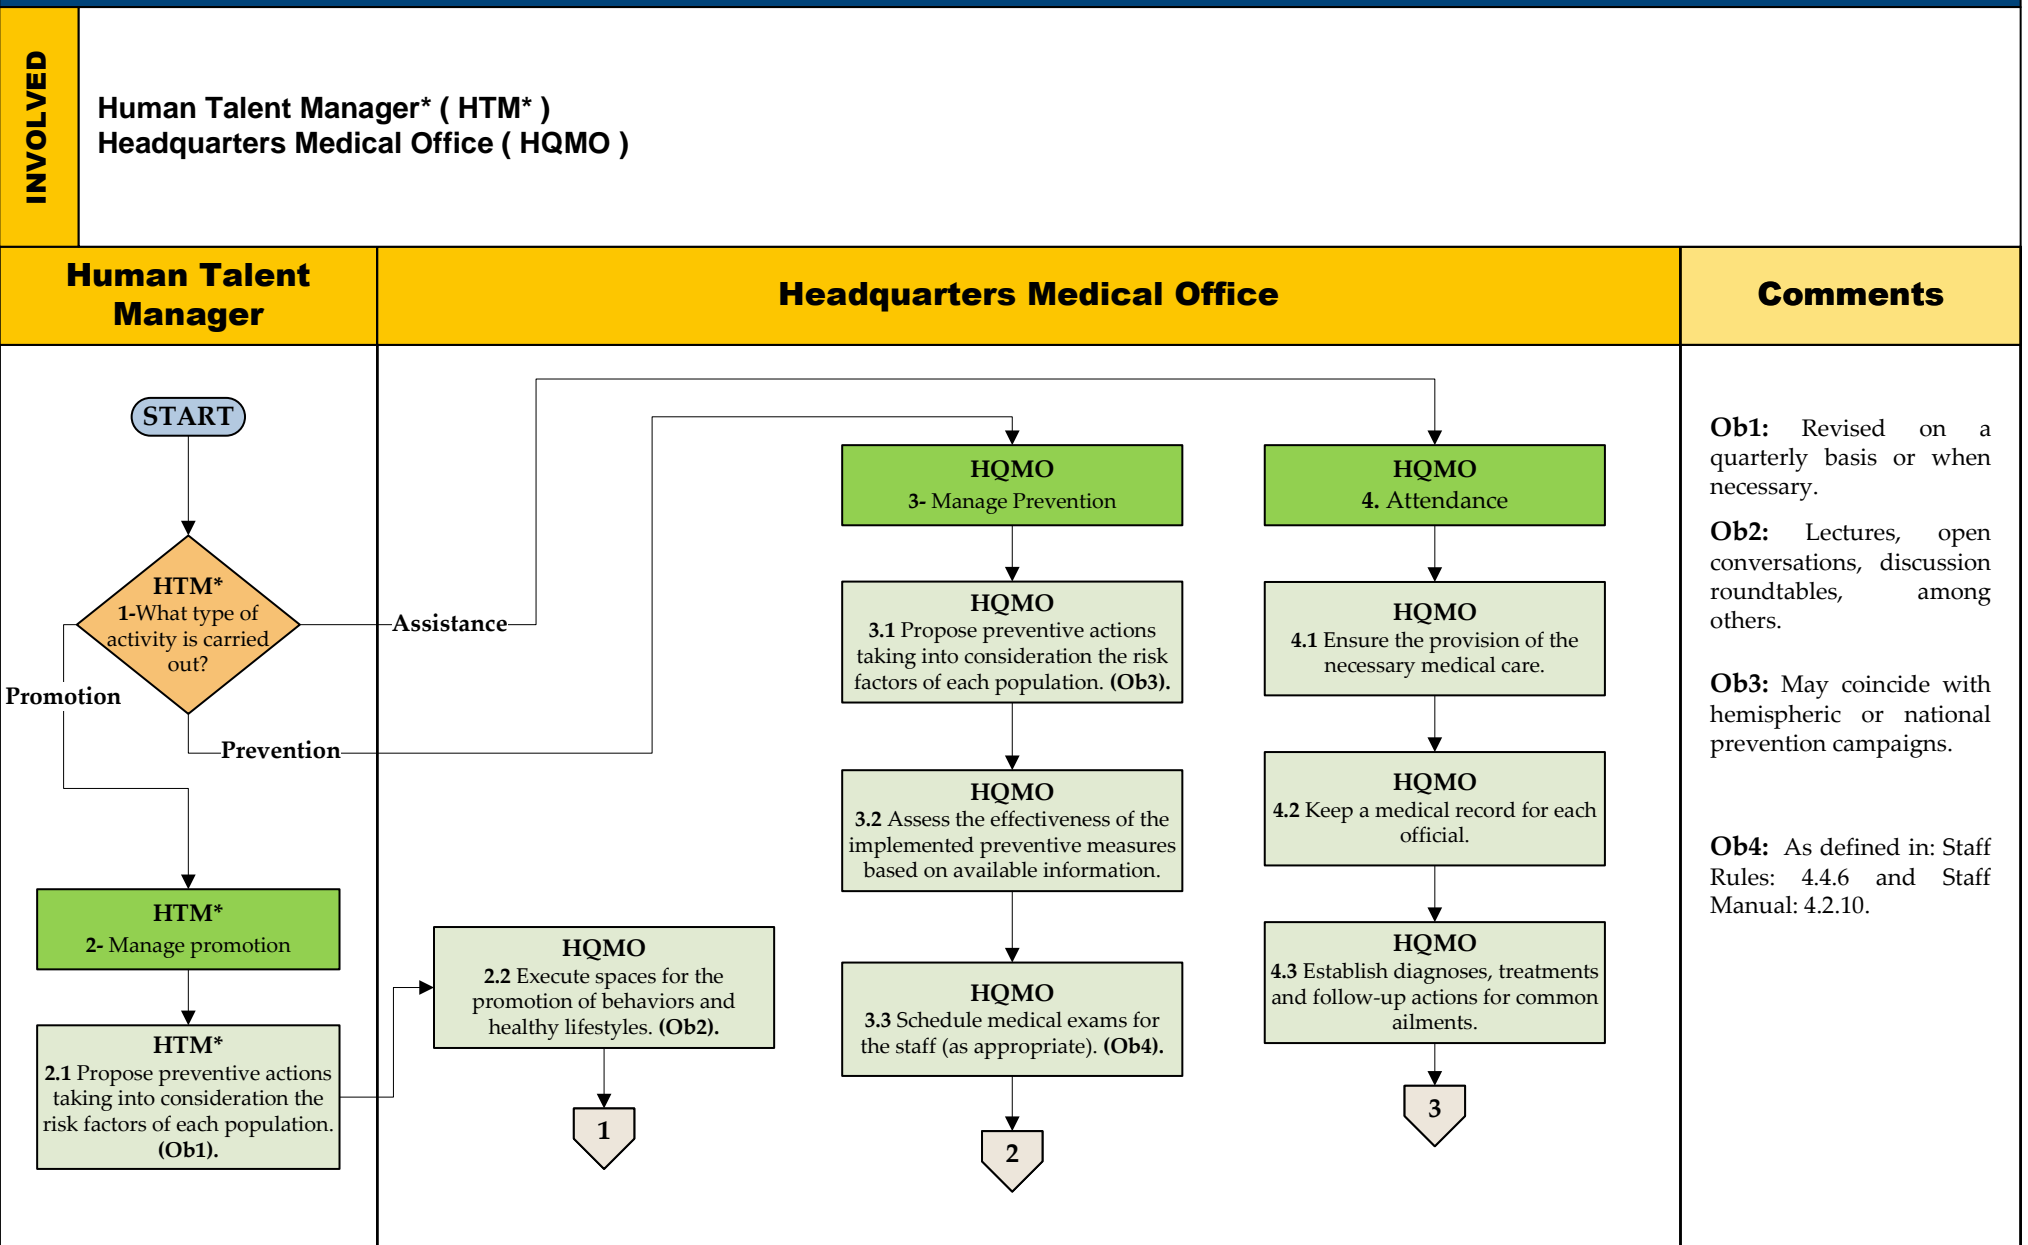 INVOLVED
Human Talent Manager* ( HTM* )
Headquarters Medical Office ( HQMO )
Human Talent
Manager
Headquarters Medical Office
Comments
START
HTM*
1-What type of
activity is carried
out?
Assistance
Promotion
Prevention
HTM*
2- Manage promotion
HTM*
2.1 Propose preventive actions
taking into consideration the
risk factors of each population.
(Ob1).
HQMO
2.2 Execute spaces for the
promotion of behaviors and
healthy lifestyles. (Ob2).
1
HQMO
3- Manage Prevention
HQMO
3.1 Propose preventive actions
taking into consideration the risk
factors of each population. (Ob3).
HQMO
3.2 Assess the effectiveness of the
implemented preventive measures
based on available information.
HQMO
3.3 Schedule medical exams for
the staff (as appropriate). (Ob4).
2
HQMO
4. Attendance
HQMO
4.1 Ensure the provision of the
necessary medical care.
HQMO
4.2 Keep a medical record for each
official.
HQMO
4.3 Establish diagnoses, treatments
and follow-up actions for common
ailments.
3
Ob1: Revised on a
quarterly basis or when
necessary.
Ob2: Lectures, open
conversations, discussion
roundtables, among
others.
Ob3: May coincide with
hemispheric or national
prevention campaigns.
Ob4: As defined in: Staff
Rules: 4.4.6 and Staff
Manual: 4.2.10.